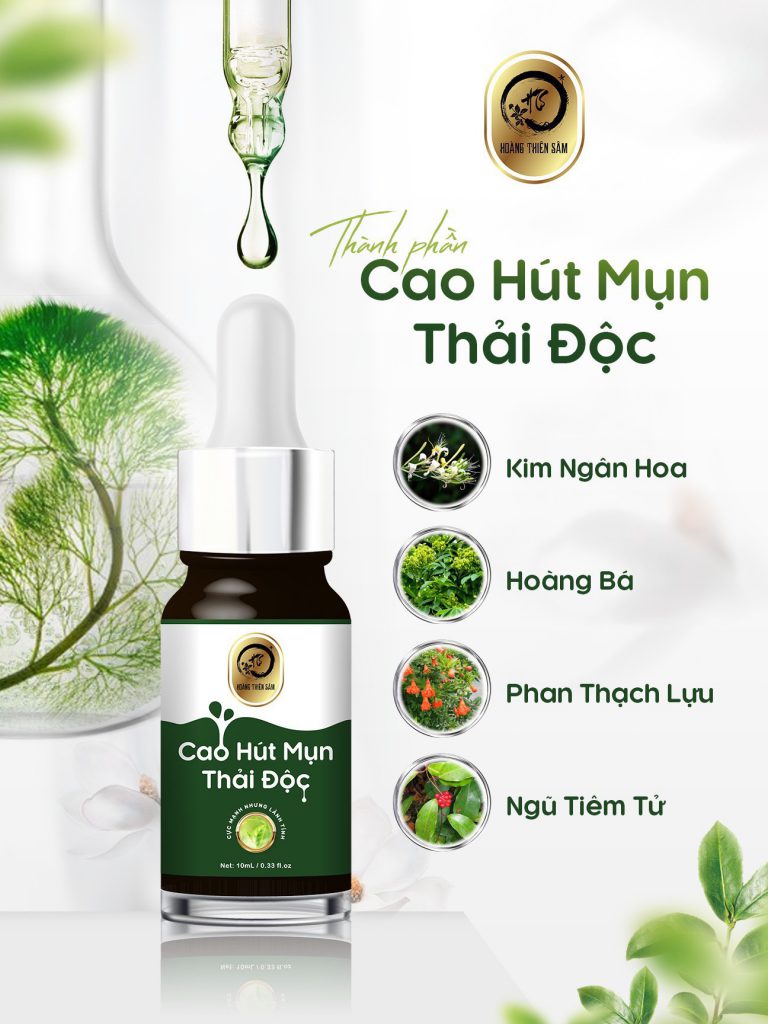 HOÀNG THIÊN SÂM
Thành phần
Cao Hút Mụn
Thải Độc
Kim Ngân Hoa
Hoàng Bá
Phan Thạch Lựu
Ngũ Tiêm Tử
HOÀNG THIÊN SÂM
Cao Hút Mụn
Thải Độc
CỰC MẠNH NHƯNG LÀNH TÍNH
Net: 10mL / 0.33 fl.oz